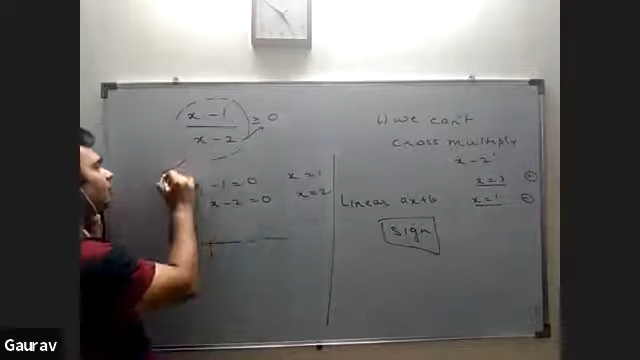 x - 1
x - 2
≥ 0
- 1 = 0 x = 1
x - 2 = 0 x = 2
i) we can't
cross multiply
x - 2
x = 3 +
Linear ax+b x = 1 -
sign
Gaurav